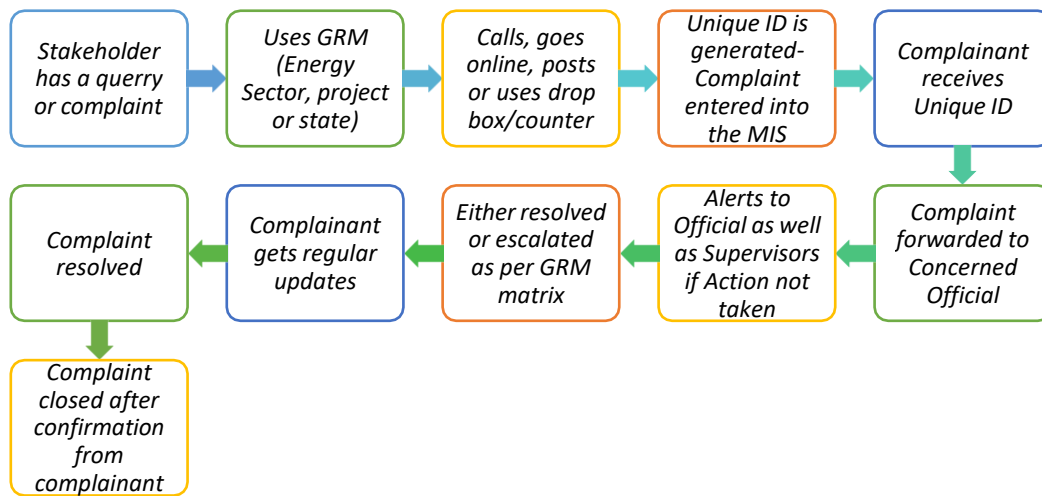 Stakeholder
has a querry
or complaint
Uses GRM
(Energy
Sector, project
or state)
Calls, goes
online, posts
or uses drop
box/counter
Unique ID is
generated-
Complaint
entered into
the MIS
Complainant
receives
Unique ID
Complaint
forwarded to
Concerned
Official
Alerts to
Official as well
as Supervisors
if Action not
taken
Either resolved
or escalated
as per GRM
matrix
Complainant
gets regular
updates
Complaint
resolved
Complaint
closed after
confirmation
from
complainant